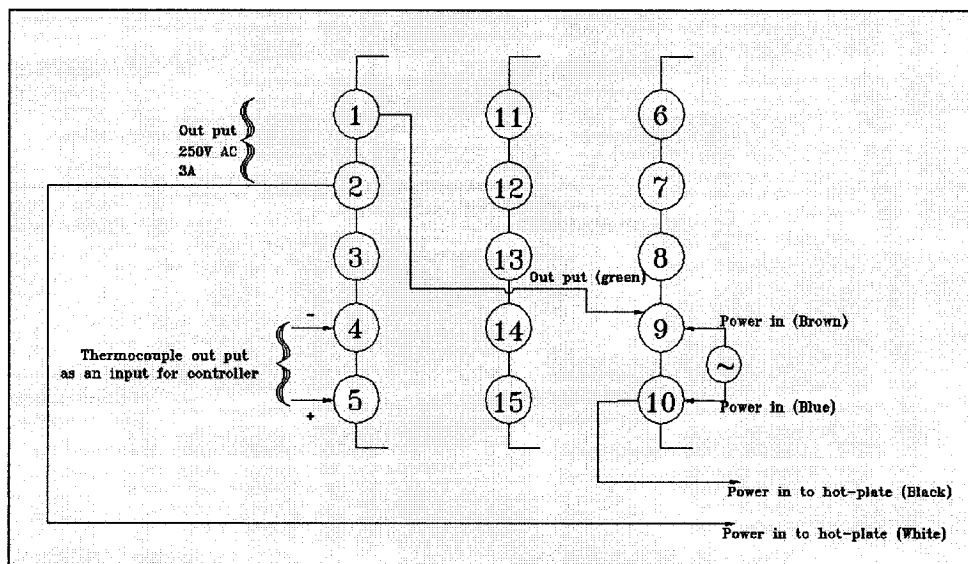 1
11
6
Out put
250V AC
3A
2
12
7
3
13
8
Out put (green)
-
4
14
9
Power in (Brown)
Thermocouple out put
as an input for controller
~
5
15
10
+
Power in (Blue)
Power in to hot-plate (Black)
Power in to hot-plate (White)